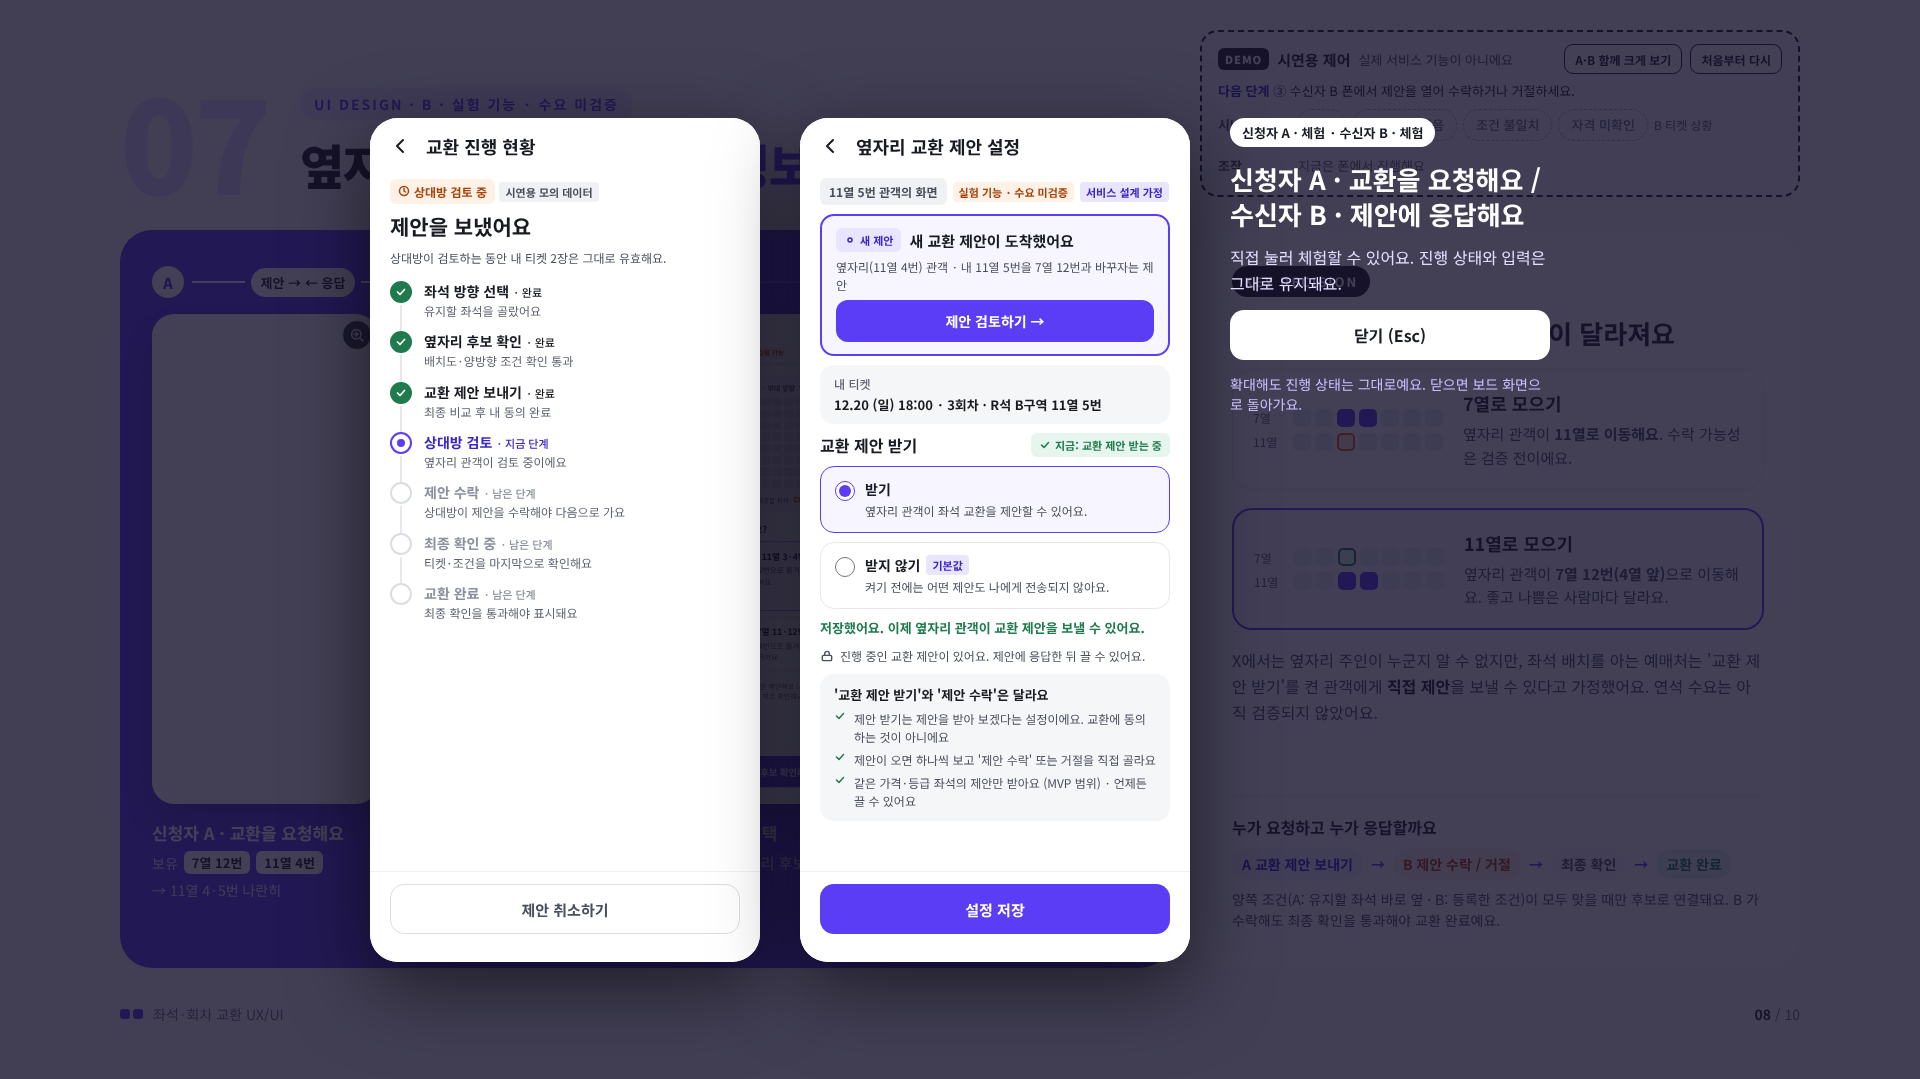 DEMO 시연용 제어 실제 서비스 기능이 아니에요 A·B 함께 크게 보기 처음부터 다시
다음 단계 ③ 수신자 B 폰에서 제안을 열어 수락하거나 거절하세요.
조건 불일치 자격 미확인 B 티켓 상황
조작 지금은 폰에서 진행해요
07
UI DESIGN · B · 실험 기능 · 수요 미검증
A 제안 → ← 응답
교환 진행 현황
상대방 검토 중 시연용 모의 데이터
제안을 보냈어요
상대방이 검토하는 동안 내 티켓 2장은 그대로 유효해요.
좌석 방향 선택 · 완료
유지할 좌석을 골랐어요
옆자리 후보 확인 · 완료
배치도·양방향 조건 확인 통과
교환 제안 보내기 · 완료
최종 비교 후 내 동의 완료
상대방 검토 · 지금 단계
옆자리 관객이 검토 중이에요
제안 수락 · 남은 단계
상대방이 제안을 수락해야 다음으로 가요
최종 확인 중 · 남은 단계
티켓·조건을 마지막으로 확인해요
교환 완료 · 남은 단계
최종 확인을 통과해야 표시돼요
제안 취소하기
옆자리 교환 제안 설정
11열 5번 관객의 화면 실험 기능 · 수요 미검증 서비스 설계 가정
새 제안 새 교환 제안이 도착했어요
옆자리(11열 4번) 관객 · 내 11열 5번을 7열 12번과 바꾸자는 제
안
제안 검토하기 →
내 티켓
12.20 (일) 18:00 · 3회차 · R석 B구역 11열 5번
교환 제안 받기 지금: 교환 제안 받는 중
받기
옆자리 관객이 좌석 교환을 제안할 수 있어요.
받지 않기 기본값
켜기 전에는 어떤 제안도 나에게 전송되지 않아요.
저장했어요. 이제 옆자리 관객이 교환 제안을 보낼 수 있어요.
진행 중인 교환 제안이 있어요. 제안에 응답한 뒤 끌 수 있어요.
'교환 제안 받기'와 '제안 수락'은 달라요
제안 받기는 제안을 받아 보겠다는 설정이에요. 교환에 동의
하는 것이 아니에요
제안이 오면 하나씩 보고 '제안 수락' 또는 거절을 직접 골라요
같은 가격·등급 좌석의 제안만 받아요 (MVP 범위) · 언제든
끌 수 있어요
설정 저장
신청자 A · 체험 · 수신자 B · 체험
신청자 A · 교환을 요청해요 /
수신자 B · 제안에 응답해요
직접 눌러 체험할 수 있어요. 진행 상태와 입력은
그대로 유지돼요.
닫기 (Esc)
확대해도 진행 상태는 그대로예요. 닫으면 보드 화면으
로 돌아가요.
이 달라져요
7열
11열
7열로 모으기
옆자리 관객이 11열로 이동해요. 수락 가능성
은 검증 전이에요.
7열
11열
11열로 모으기
옆자리 관객이 7열 12번(4열 앞)으로 이동해
요. 좋고 나쁨은 사람마다 달라요.
X에서는 옆자리 주인이 누군지 알 수 없지만, 좌석 배치를 아는 예매처는 '교환 제
안 받기'를 켠 관객에게 직접 제안을 보낼 수 있다고 가정했어요. 연석 수요는 아
직 검증되지 않았어요.
누가 요청하고 누가 응답할까요
A 교환 제안 보내기 → B 제안 수락 / 거절 → 최종 확인 → 교환 완료
양쪽 조건(A: 유지할 좌석 바로 옆 · B: 등록한 조건)이 모두 맞을 때만 후보로 연결돼요. B 가
수락해도 최종 확인을 통과해야 교환 완료예요.
신청자 A · 교환을 요청해요
보유 7열 12번 11열 4번
→ 11열 4·5번 나란히
좌석·회차 교환 UX/UI
08 / 10